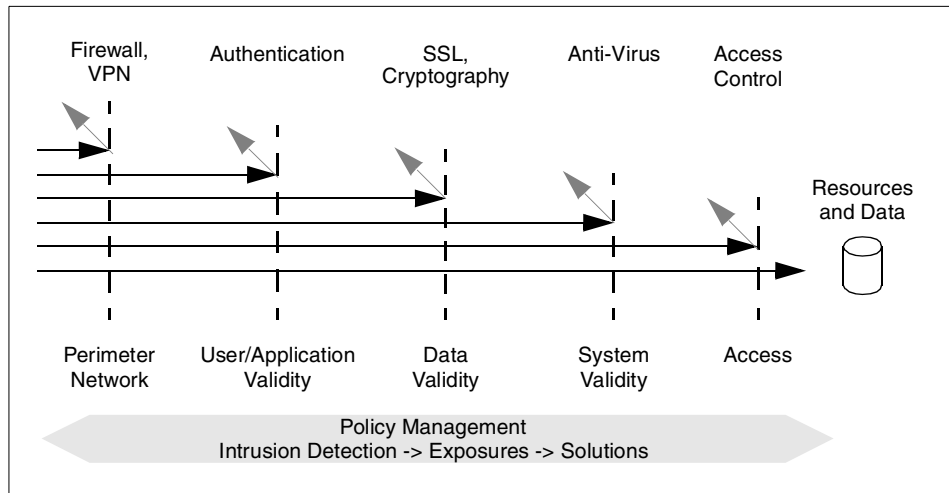 Firewall,
VPN
Authentication
SSL,
Cryptography
Anti-Virus
Access
Control
Resources
and Data
Perimeter
Network
User/Application
Validity
Data
Validity
System
Validity
Access
Policy Management
Intrusion Detection -> Exposures -> Solutions